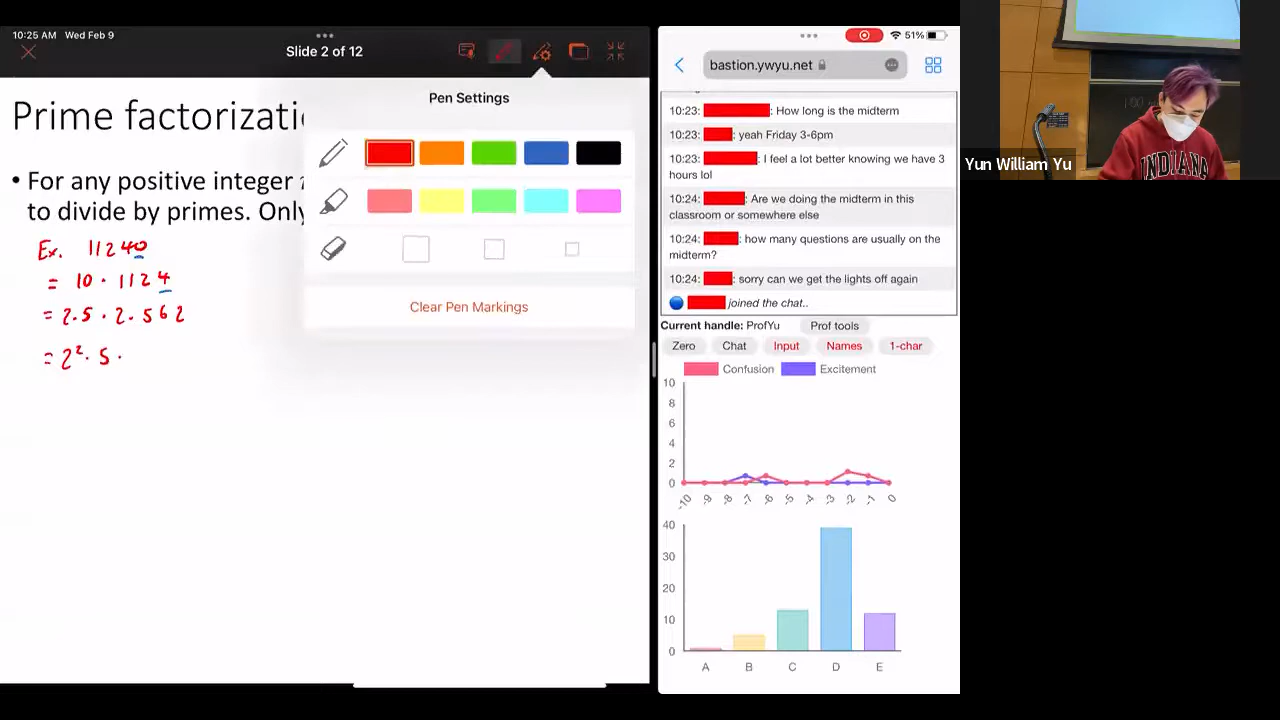 10:25 AM Wed Feb 9
Slide 2 of 12
Prime factorizati
• For any positive integer
to divide by primes. Only
Ex. 11240
= 10 · 1124
= 2·5 · 2 · 562
= 2² · 5 ·
Pen Settings
Clear Pen Markings
51%
bastion.ywyu.net
10:23: : How long is the midterm
10:23: : yeah Friday 3-6pm
10:23: : I feel a lot better knowing we have 3
hours lol
10:24: : Are we doing the midterm in this
classroom or somewhere else
10:24: : how many questions are usually on the
midterm?
10:24: : sorry can we get the lights off again
joined the chat..
Current handle: ProfYu Prof tools
Zero Chat Input Names 1-char
Confusion Excitement
10
8
6
4
2
0
-10 -9 -8 -7 -6 -5 -4 -3 -2 -1 0
40
30
20
10
0
A B C D E
Yun William Yu
INDIANA